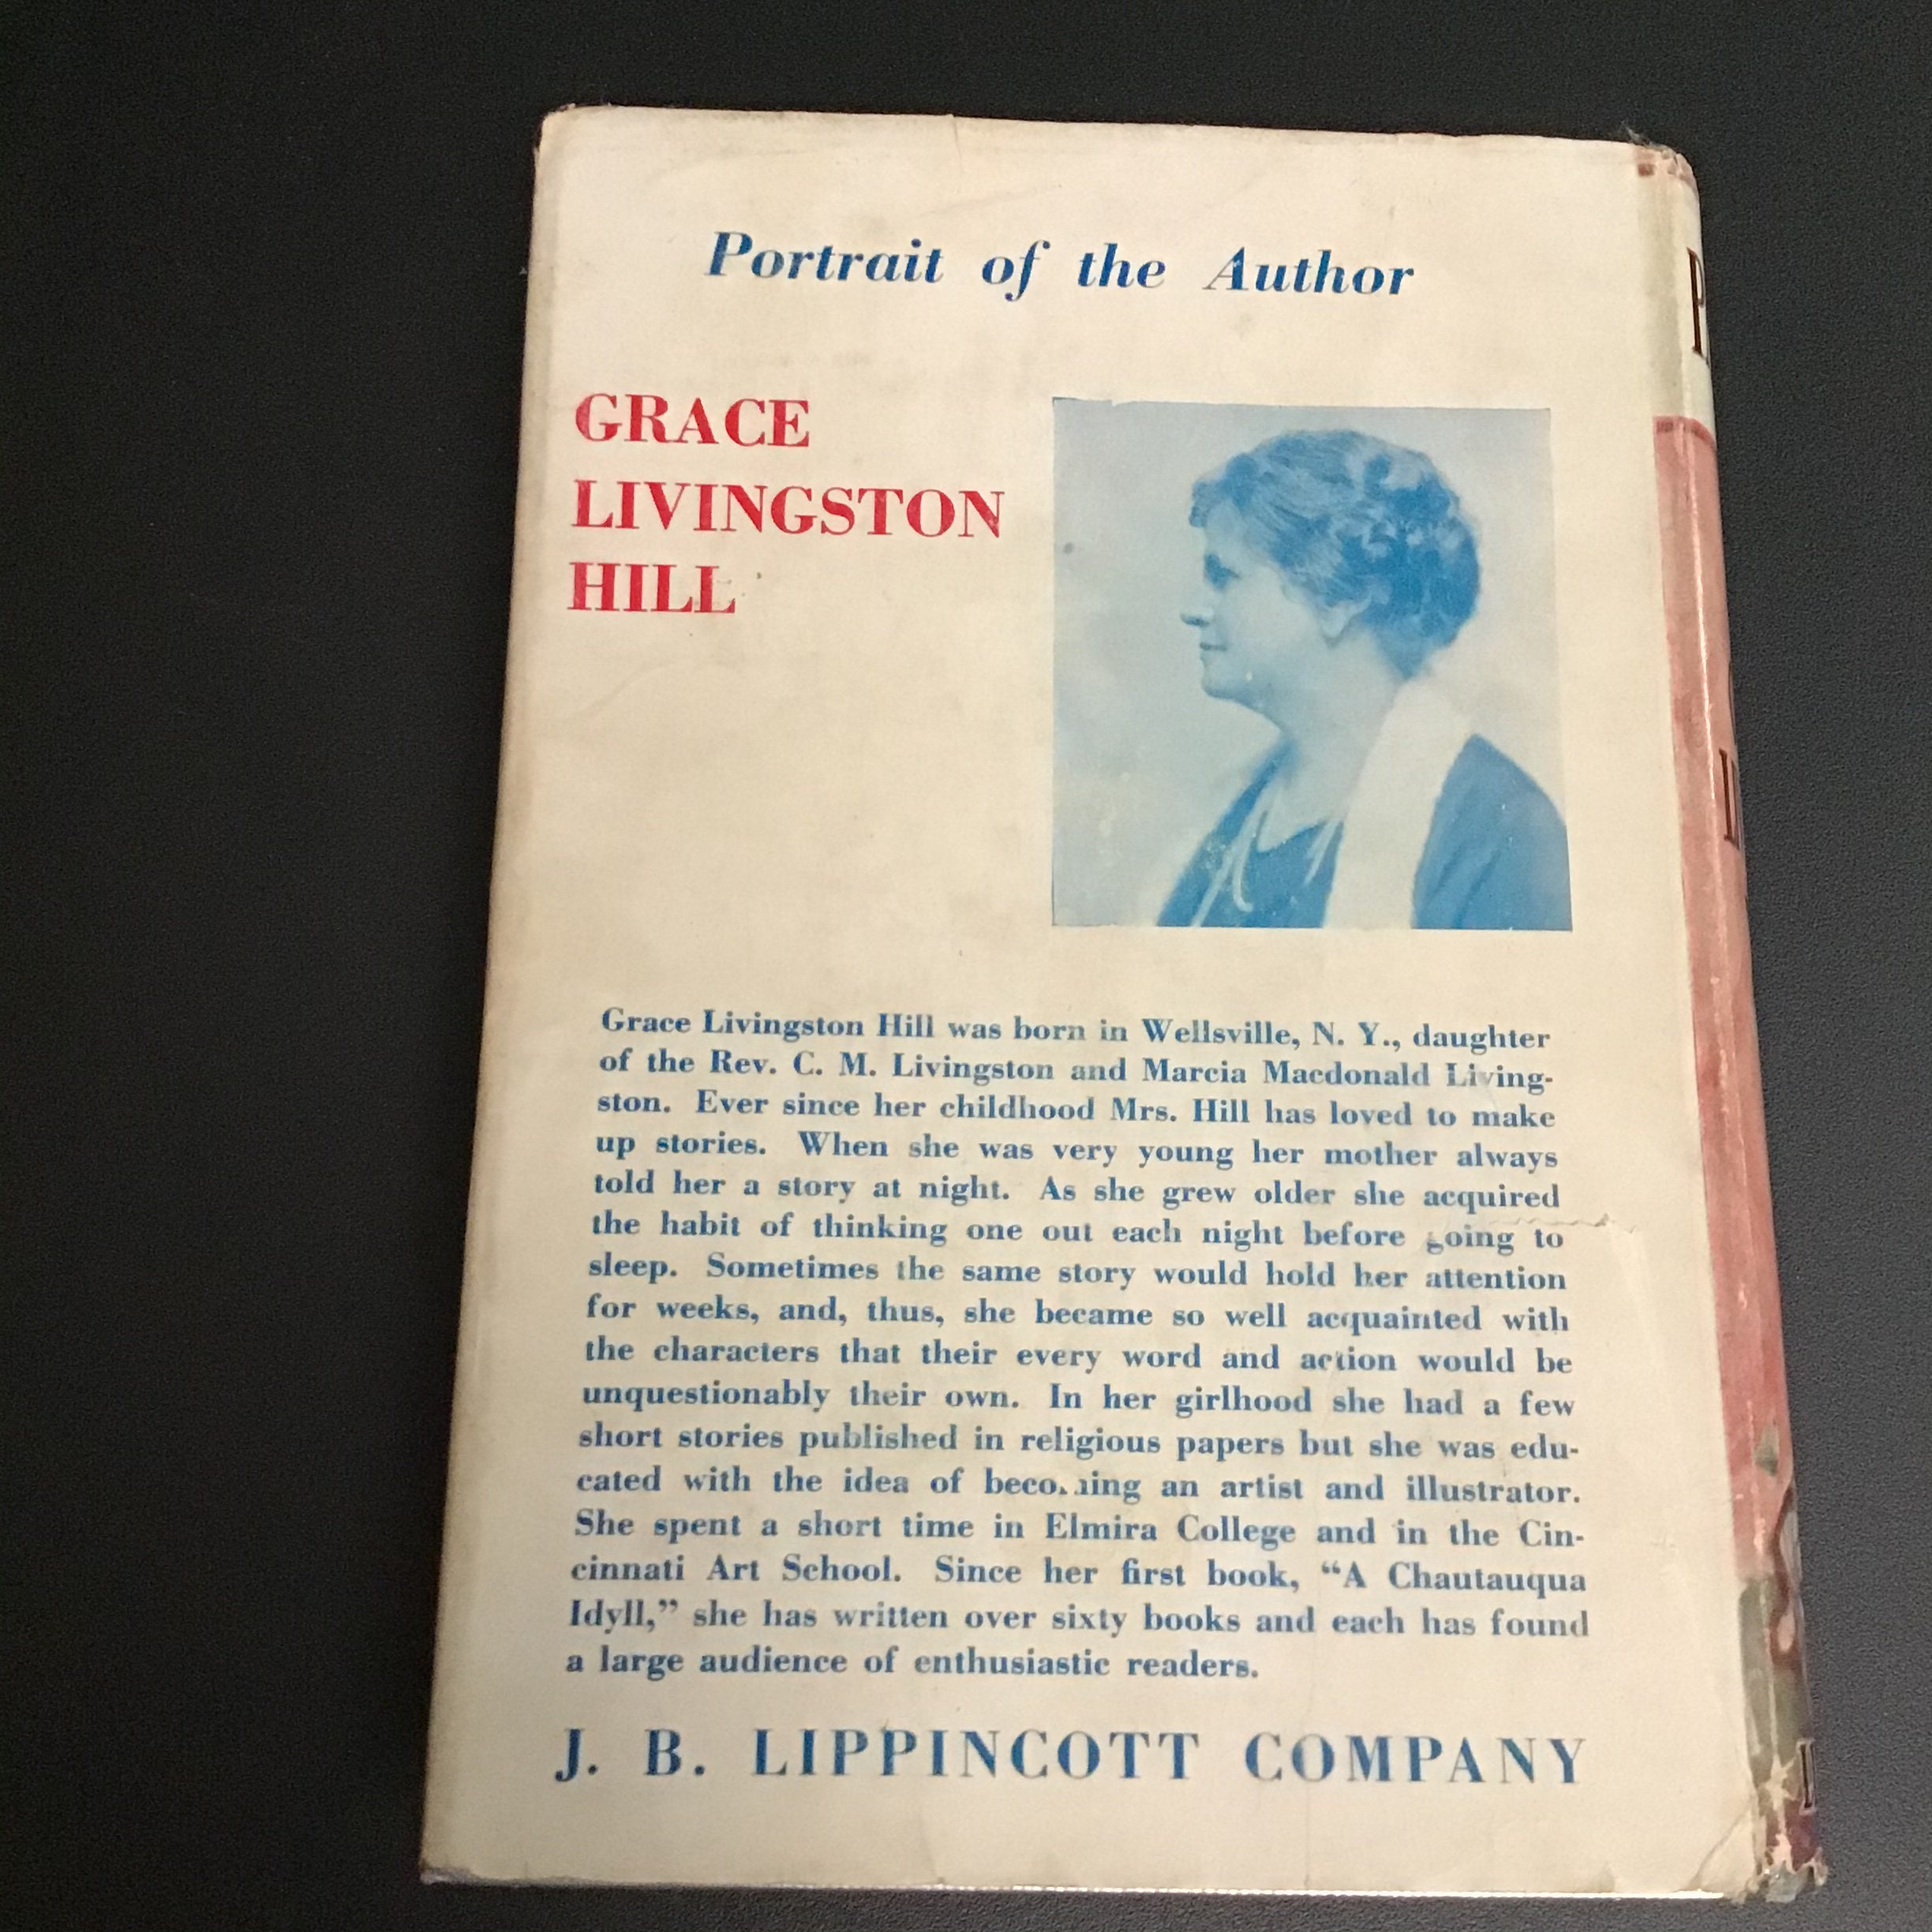 Portrait of the Author
GRACE
LIVINGSTON
HILL
Grace Livingston Hill was born in Wellsville, N. Y., daughter
of the Rev. C. M. Livingston and Marcia Macdonald Living-
ston. Ever since her childhood Mrs. Hill has loved to make
up stories. When she was very young her mother always
told her a story at night. As she grew older she acquired
the habit of thinking one out each night before going to
sleep. Sometimes the same story would hold her attention
for weeks, and, thus, she became so well acquainted with
the characters that their every word and action would be
unquestionably their own. In her girlhood she had a few
short stories published in religious papers but she was edu-
cated with the idea of becoming an artist and illustrator.
She spent a short time in Elmira College and in the Cin-
cinnati Art School. Since her first book, “A Chautauqua
Idyll,” she has written over sixty books and each has found
a large audience of enthusiastic readers.
J. B. LIPPINCOTT COMPANY